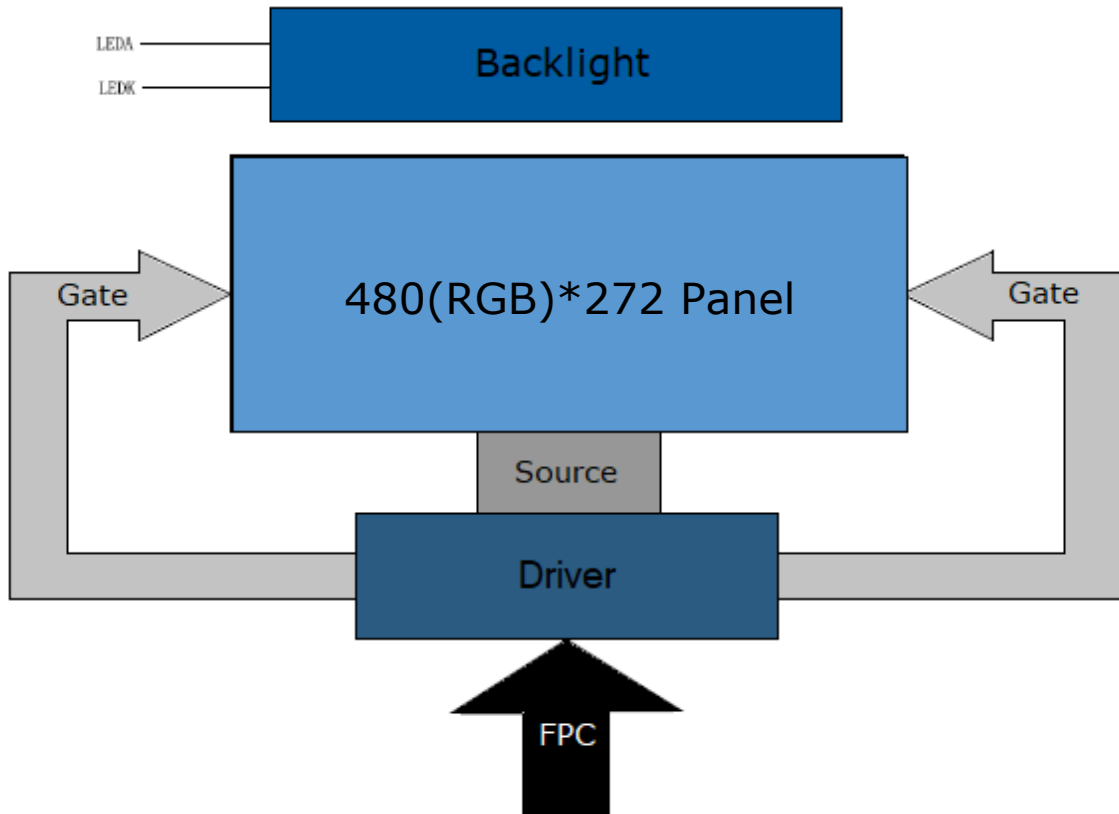 LEDA
LEDK
Backlight
Gate
480(RGB)*272 Panel
Gate
Source
Driver
FPC